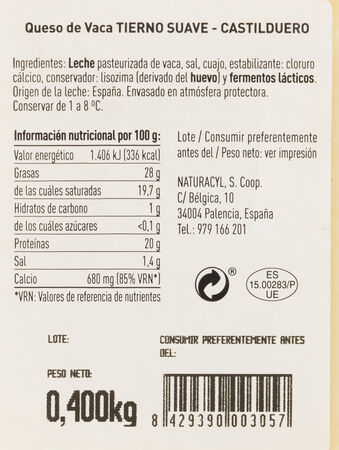 Queso de Vaca TIERNO SUAVE - CASTILDUERO
Ingredientes: Leche pasteurizada de vaca, sal, cuajo, estabilizante: cloruro
cálcico, conservador: lisozima (derivado del huevo) y fermentos lácticos.
Origen de la leche: España. Envasado en atmósfera protectora.
Conservar de 1 a 8 ºC.
Información nutricional por 100 g:
Valor energético 1.406 kJ (336 kcal)
Grasas 28 g
de las cuáles saturadas 19,7 g
Hidratos de carbono 1 g
de los cuáles azúcares <0,1 g
Proteínas 20 g
Sal 1,4 g
Calcio 680 mg (85% VRN*)
*VRN: Valores de referencia de nutrientes
Lote / Consumir preferentemente
antes del / Peso neto: ver impresión
NATURACYL, S. Coop.
C/ Bélgica, 10
34004 Palencia, España
Tel.: 979 166 201
®
ES
15.00283/P
UE
LOTE:
CONSUMIR PREFERENTEMENTE ANTES
DEL:
PESO NETO:
0,400kg
8 429390 003057